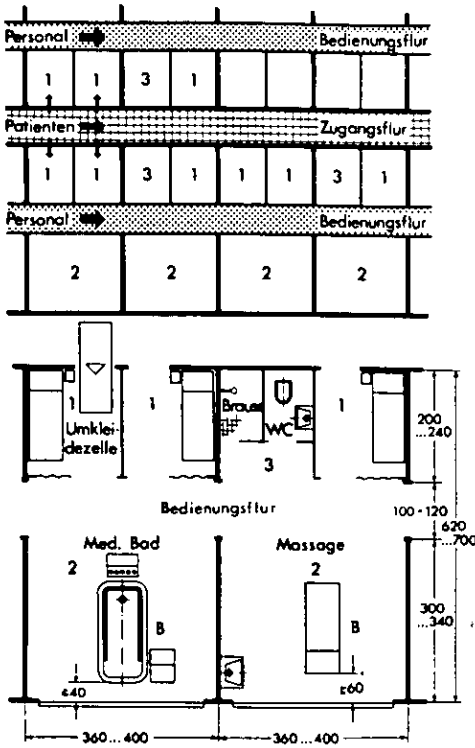 Personal Bedienungsflur
1 1 3 1
Patienten Zugangsflur
1 1 3 1 1 1 3 1
Personal Bedienungsflur
2 2 2 2
1 1 Brause WC 1
Umklei-
dezelle
3
200
...240
Bedienungsflur
100-120
620
...700
Med. Bad Massage
2 2
B B
300
...340
≤40 ≥60
360...400 360...400